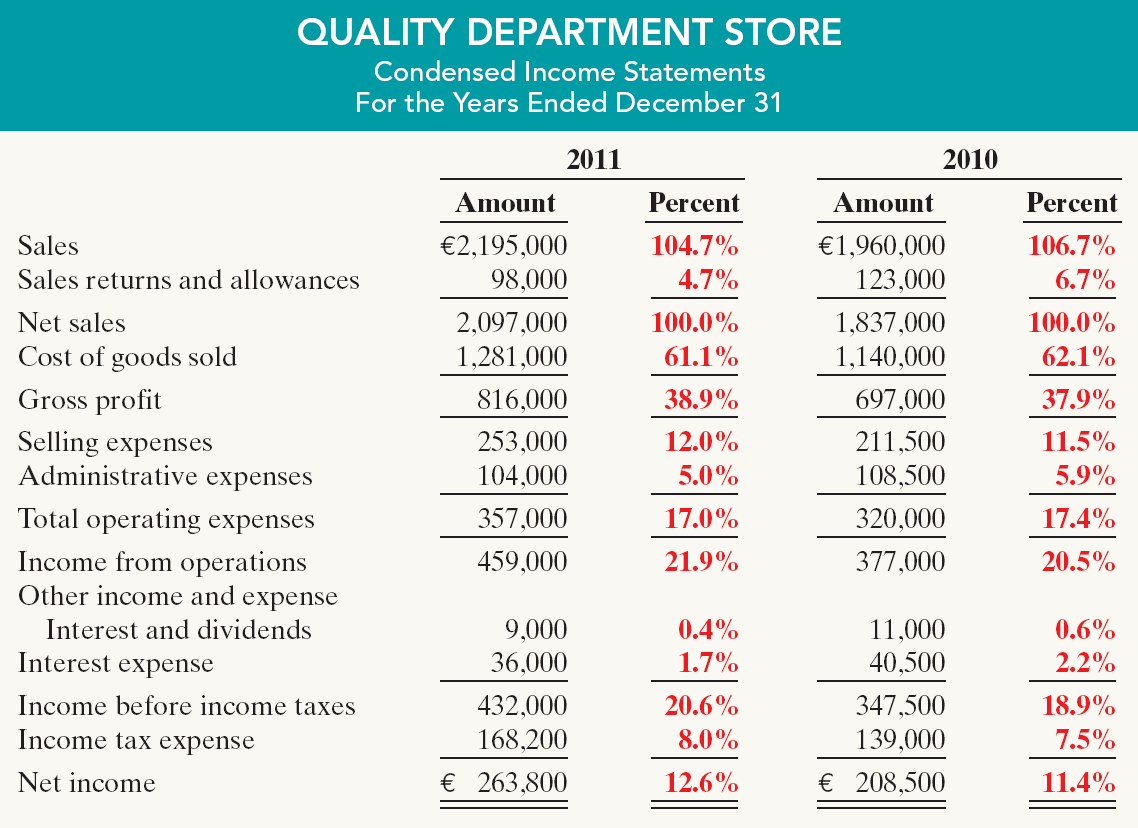 QUALITY DEPARTMENT STORE
Condensed Income Statements
For the Years Ended December 31
2011 2010
Amount Percent Amount Percent
Sales €2,195,000 104.7% €1,960,000 106.7%
Sales returns and allowances 98,000 4.7% 123,000 6.7%
Net sales 2,097,000 100.0% 1,837,000 100.0%
Cost of goods sold 1,281,000 61.1% 1,140,000 62.1%
Gross profit 816,000 38.9% 697,000 37.9%
Selling expenses 253,000 12.0% 211,500 11.5%
Administrative expenses 104,000 5.0% 108,500 5.9%
Total operating expenses 357,000 17.0% 320,000 17.4%
Income from operations 459,000 21.9% 377,000 20.5%
Other income and expense
Interest and dividends 9,000 0.4% 11,000 0.6%
Interest expense 36,000 1.7% 40,500 2.2%
Income before income taxes 432,000 20.6% 347,500 18.9%
Income tax expense 168,200 8.0% 139,000 7.5%
Net income € 263,800 12.6% € 208,500 11.4%